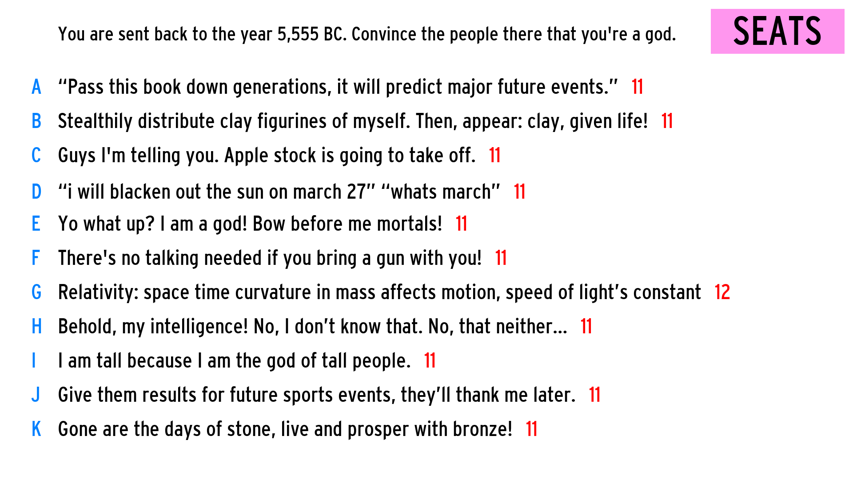 You are sent back to the year 5,555 BC. Convince the people there that you're a god.
SEATS
A “Pass this book down generations, it will predict major future events.” 11
B Stealthily distribute clay figurines of myself. Then, appear: clay, given life! 11
C Guys I'm telling you. Apple stock is going to take off. 11
D “i will blacken out the sun on march 27” “whats march” 11
E Yo what up? I am a god! Bow before me mortals! 11
F There's no talking needed if you bring a gun with you! 11
G Relativity: space time curvature in mass affects motion, speed of light’s constant 12
H Behold, my intelligence! No, I don’t know that. No, that neither... 11
I I am tall because I am the god of tall people. 11
J Give them results for future sports events, they’ll thank me later. 11
K Gone are the days of stone, live and prosper with bronze! 11